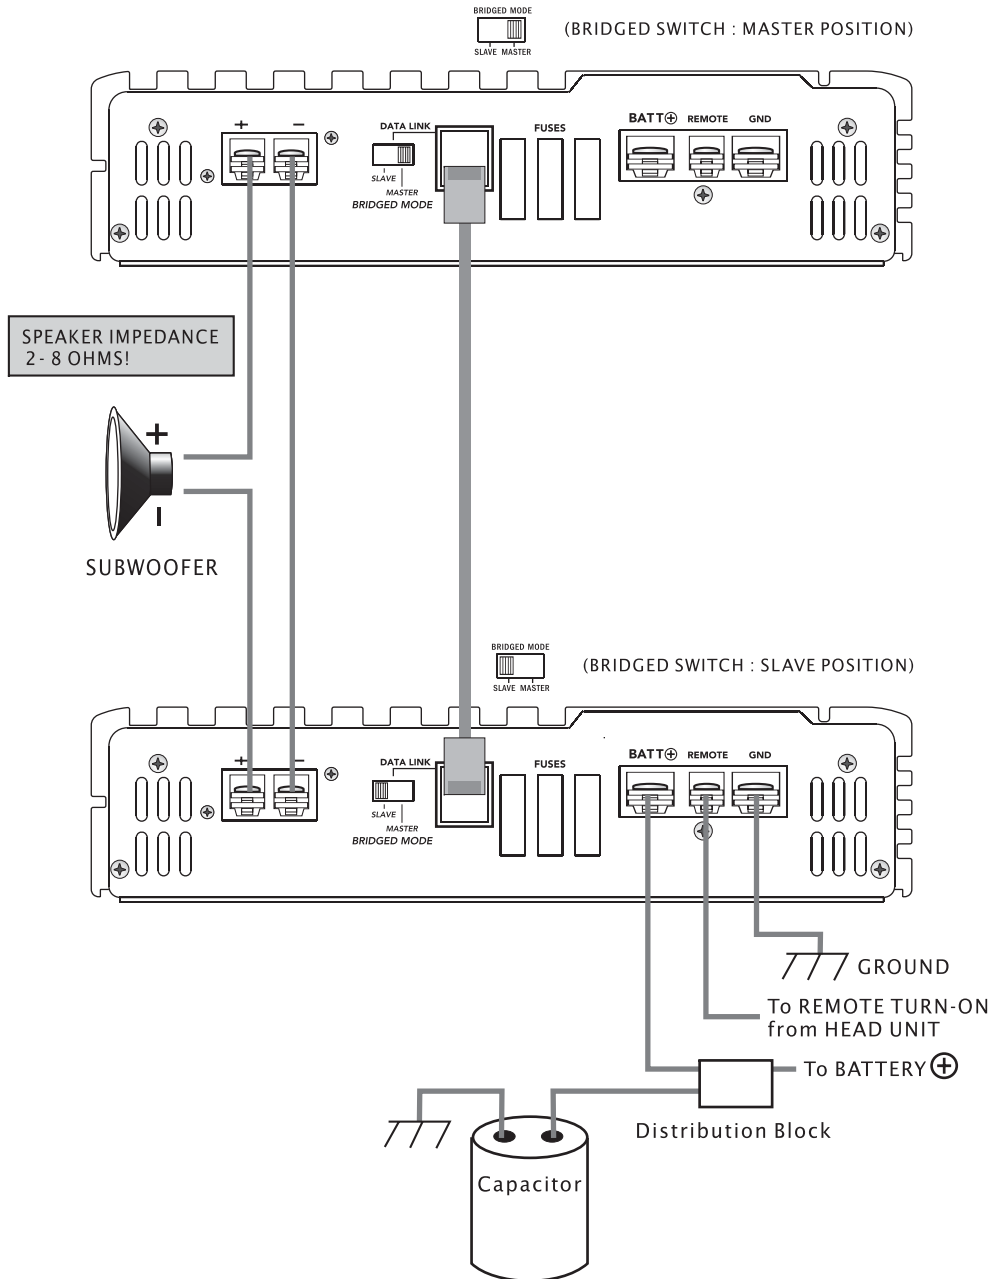 BRIDGED MODE
SLAVE MASTER
(BRIDGED SWITCH : MASTER POSITION)
+ −
DATA LINK
SLAVE
MASTER
BRIDGED MODE
FUSES
BATT⊕ REMOTE GND
SPEAKER IMPEDANCE
2- 8 OHMS!
+
−
SUBWOOFER
BRIDGED MODE
SLAVE MASTER
(BRIDGED SWITCH : SLAVE POSITION)
+ −
DATA LINK
SLAVE
MASTER
BRIDGED MODE
FUSES
BATT⊕ REMOTE GND
GROUND
To REMOTE TURN-ON
from HEAD UNIT
To BATTERY ⊕
Distribution Block
Capacitor